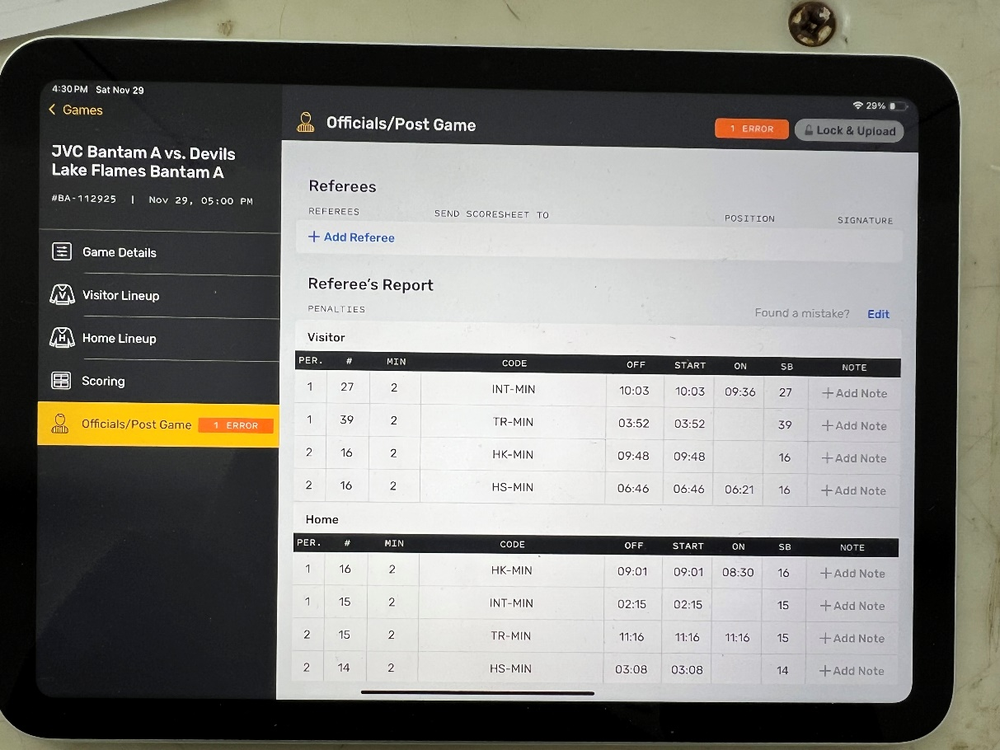 4:30 PM Sat Nov 29
29%
Games
Officials/Post Game
1 ERROR
Lock & Upload
JVC Bantam A vs. Devils
Lake Flames Bantam A
#BA-112925 | Nov 29, 05:00 PM
Game Details
Visitor Lineup
Home Lineup
Scoring
Officials/Post Game 1 ERROR
Referees
REFEREES SEND SCORESHEET TO POSITION SIGNATURE
+ Add Referee
Referee's Report
PENALTIES Found a mistake? Edit
Visitor
PER. # MIN CODE OFF START ON SB NOTE
1 27 2 INT-MIN 10:03 10:03 09:36 27 +Add Note
1 39 2 TR-MIN 03:52 03:52 39 +Add Note
2 16 2 HK-MIN 09:48 09:48 16 +Add Note
2 16 2 HS-MIN 06:46 06:46 06:21 16 +Add Note
Home
PER. # MIN CODE OFF START ON SB NOTE
1 16 2 HK-MIN 09:01 09:01 08:30 16 +Add Note
1 15 2 INT-MIN 02:15 02:15 15 +Add Note
2 15 2 TR-MIN 11:16 11:16 11:16 15 +Add Note
2 14 2 HS-MIN 03:08 03:08 14 +Add Note